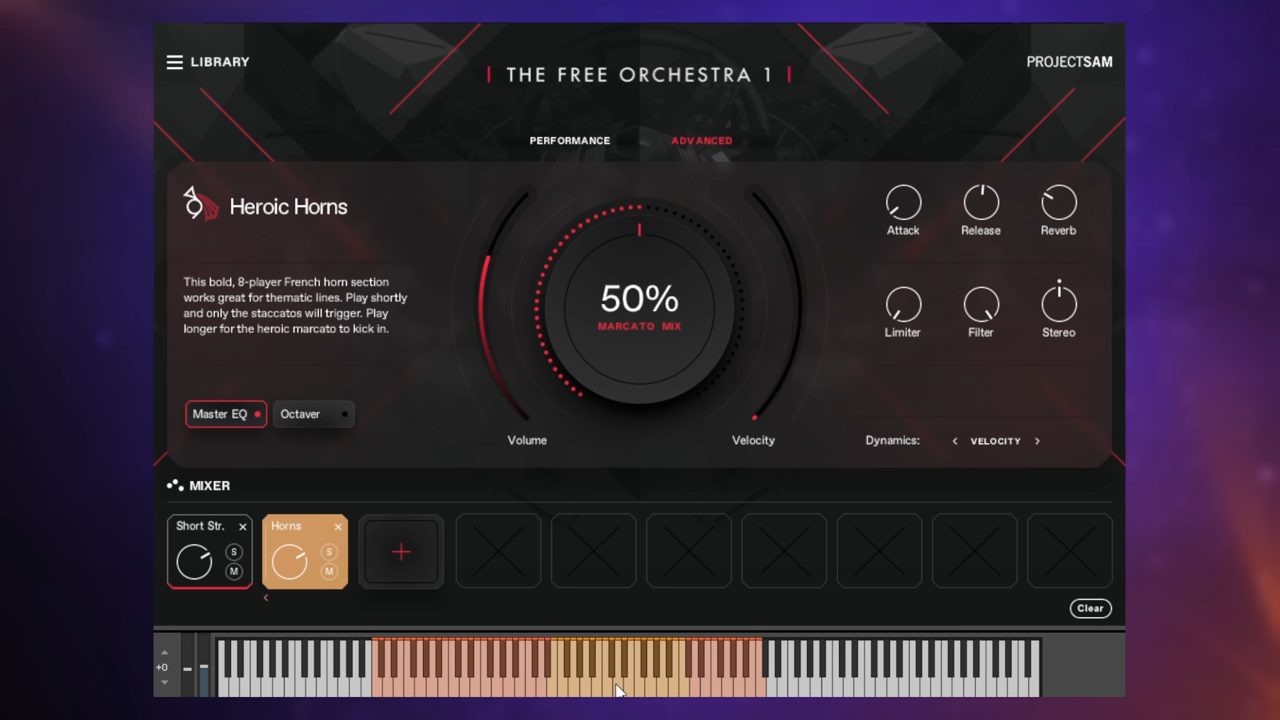 LIBRARY
THE FREE ORCHESTRA 1
PROJECTSAM
PERFORMANCE
ADVANCED
Heroic Horns
This bold, 8-player French horn section
works great for thematic lines. Play shortly
and only the staccatos will trigger. Play
longer for the heroic marcato to kick in.
Master EQ
Octaver
50%
MARCATO MIX
Volume
Velocity
Attack
Release
Reverb
Limiter
Filter
Stereo
Dynamics:
< VELOCITY >
MIXER
Short Str. ×
S
M
Horns ×
S
M
+
<
Clear
+0